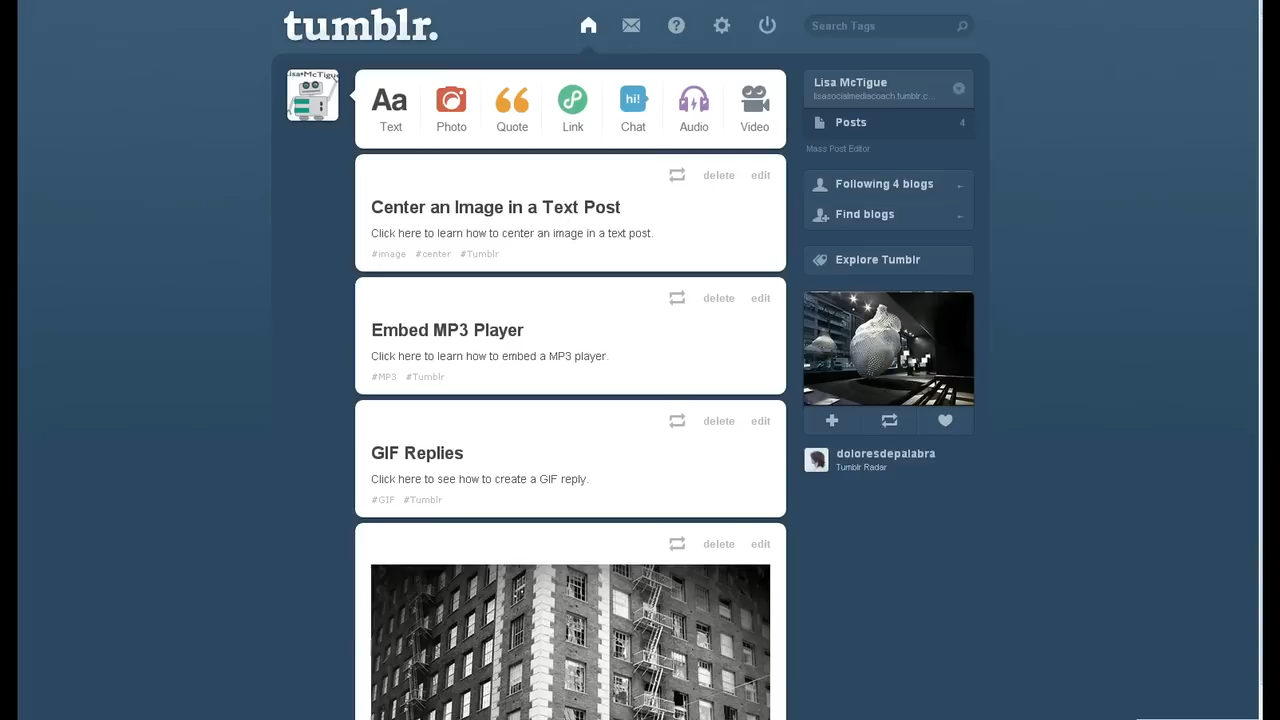 tumblr.
Search Tags
Lisa•McTigue
Aa
hi!
Text
Photo
Quote
Link
Chat
Audio
Video
Lisa McTigue
lisasocialmediacoach.tumblr.c...
Posts 4
Mass Post Editor
Following 4 blogs
Find blogs
Explore Tumblr
doloresdepalabra
Tumblr Radar
delete edit
Center an Image in a Text Post
Click here to learn how to center an image in a text post.
#image #center #Tumblr
delete edit
Embed MP3 Player
Click here to learn how to embed a MP3 player.
#MP3 #Tumblr
delete edit
GIF Replies
Click here to see how to create a GIF reply.
#GIF #Tumblr
delete edit